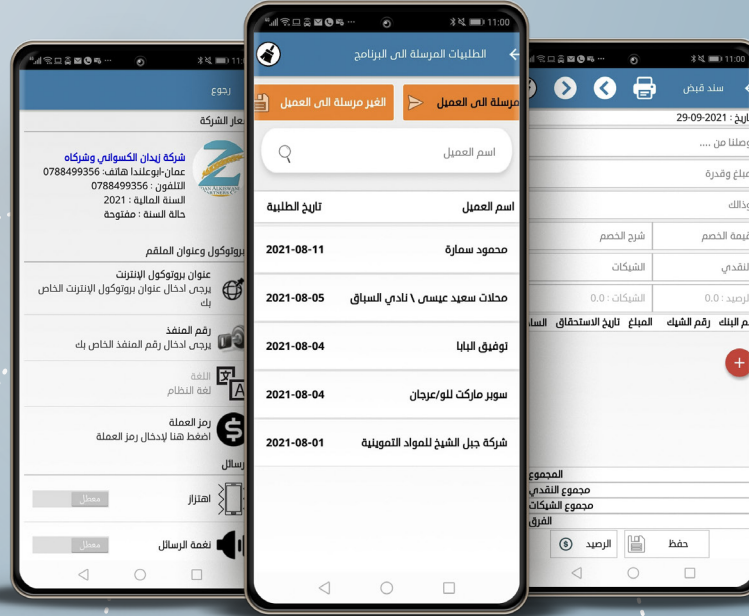 11:00
رجوع
شعار الشركة
شركة زيدان الكسواني وشركاه
عمان-ابوعلندا هاتف: 0788499356
التلفون : 0788499356
السنة المالية : 2021
حالة السنة : مفتوحة
بروتوكول وعنوان الملقم
عنوان بروتوكول الإنترنت
يرجى ادخال عنوان بروتوكول الإنترنت الخاص
بك
رقم المنفذ
يرجى ادخال رقم المنفذ الخاص بك
اللغة
لغة النظام
رمز العملة
اضغط هنا لإدخال رمز العملة
رسائل
اهتزاز
معطل
نغمة الرسائل
معطل
11:00
الطلبيات المرسلة الى البرنامج
مرسلة الى العميل
الغير مرسلة الى العميل
اسم العميل
اسم العميل تاريخ الطلبية
محمود سمارة 2021-08-11
محلات سعيد عيسى \ نادي السباق 2021-08-05
توفيق البابا 2021-08-04
سوبر ماركت للو/عرجان 2021-08-04
شركة جبل الشيخ للمواد التموينية 2021-08-01
11:00
سند قبض
تاريخ : 2021-09-29
وصلنا من ....
مبلغ وقدرة
وذالك
قيمة الخصم شرح الخصم
النقدي الشيكات
الرصيد : 0.0 الشيكات : 0.0
م البنك رقم الشيك المبلغ تاريخ الاستحقاق
المجموع
مجموع النقدي
مجموع الشيكات
الفرق
حفظ
الرصيد